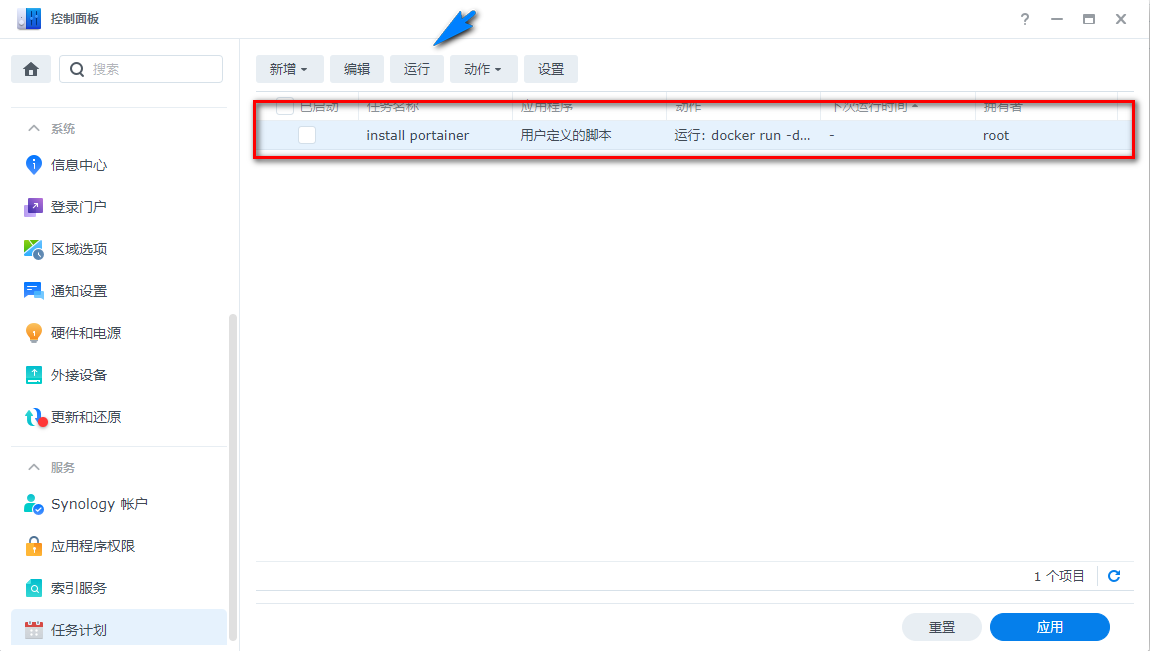 控制面板
搜索
系统
信息中心
登录门户
区域选项
通知设置
硬件和电源
外接设备
更新和还原
服务
Synology 帐户
应用程序权限
索引服务
任务计划
新增 编辑 运行 动作 设置
已启动 任务名称 应用程序 动作 下次运行时间 拥有者
install portainer 用户定义的脚本 运行: docker run -d... - root
1 个项目
重置 应用